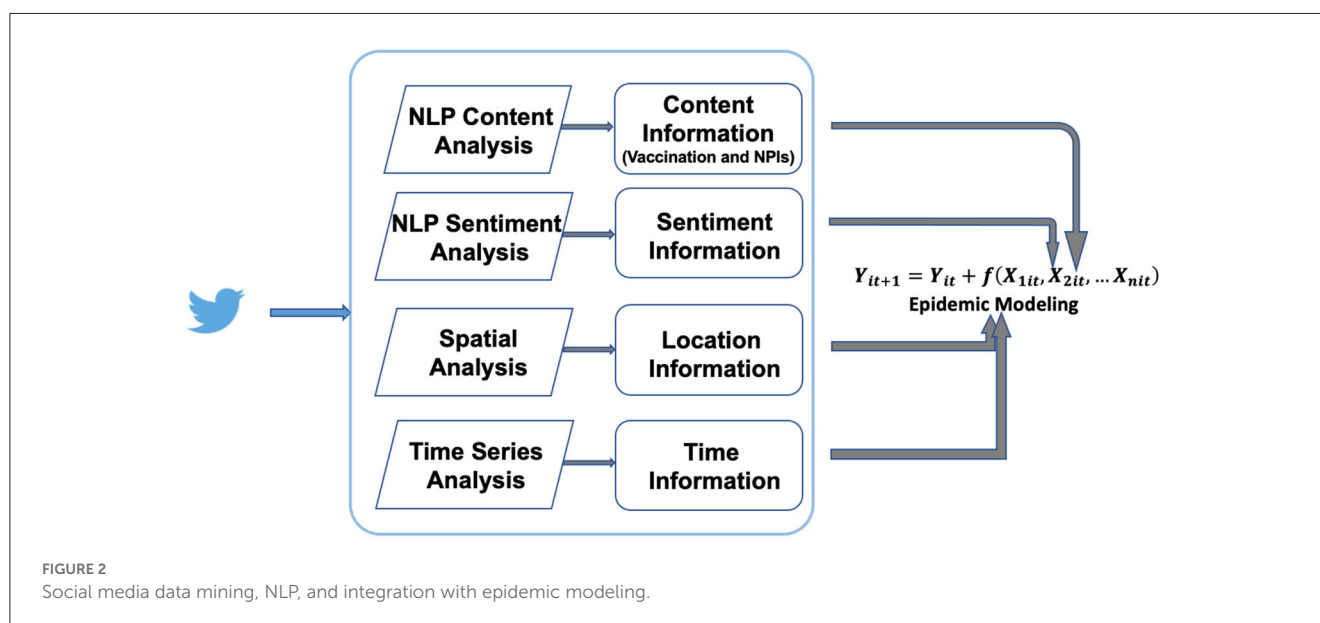 NLP Content
Analysis
Content
Information
(Vaccination and NPIs)
NLP Sentiment
Analysis
Sentiment
Information
Spatial
Analysis
Location
Information
Time Series
Analysis
Time
Information
Y_{it+1} = Y_{it} + f(X_{1it}, X_{2it}, … X_{nit})
Epidemic Modeling
FIGURE 2
Social media data mining, NLP, and integration with epidemic modeling.